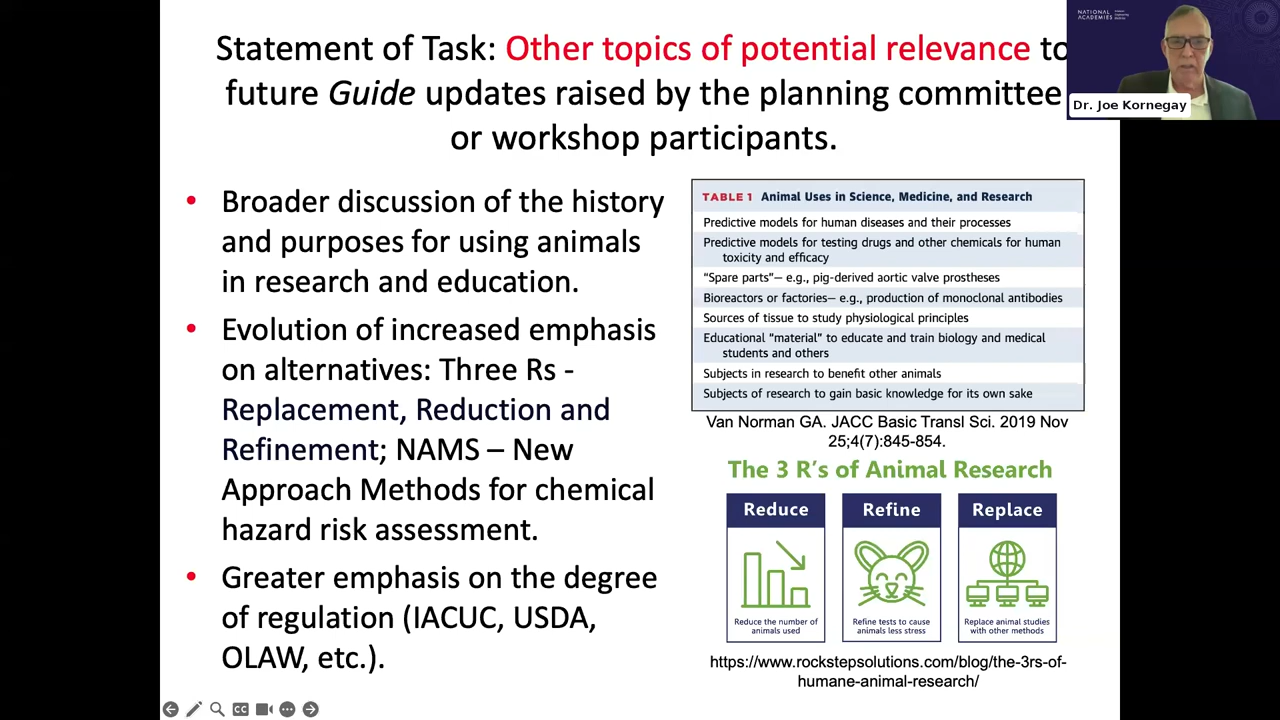 Statement of Task: Other topics of potential relevance to
future Guide updates raised by the planning committee
or workshop participants.
NATIONAL
ACADEMIES
Sciences
Engineering
Medicine
Dr. Joe Kornegay
• Broader discussion of the history
and purposes for using animals
in research and education.
• Evolution of increased emphasis
on alternatives: Three Rs -
Replacement, Reduction and
Refinement; NAMS – New
Approach Methods for chemical
hazard risk assessment.
• Greater emphasis on the degree
of regulation (IACUC, USDA,
OLAW, etc.).
TABLE 1 Animal Uses in Science, Medicine, and Research
Predictive models for human diseases and their processes
Predictive models for testing drugs and other chemicals for human
toxicity and efficacy
“Spare parts”— e.g., pig-derived aortic valve prostheses
Bioreactors or factories— e.g., production of monoclonal antibodies
Sources of tissue to study physiological principles
Educational “material” to educate and train biology and medical
students and others
Subjects in research to benefit other animals
Subjects of research to gain basic knowledge for its own sake
Van Norman GA. JACC Basic Transl Sci. 2019 Nov
25;4(7):845-854.
The 3 R's of Animal Research
Reduce
Reduce the number of
animals used
Refine
Refine tests to cause
animals less stress
Replace
Replace animal studies
with other methods
https://www.rockstepsolutions.com/blog/the-3rs-of-
humane-animal-research/
CC